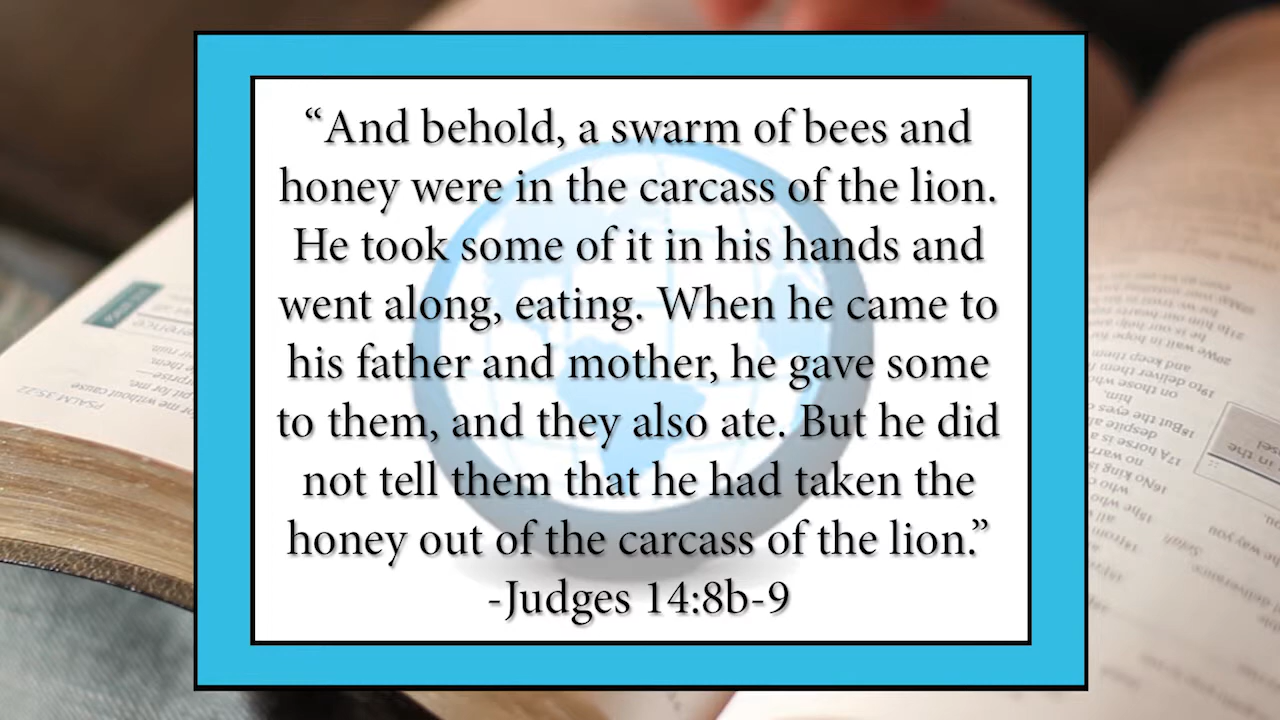 “And behold, a swarm of bees and
honey were in the carcass of the lion.
He took some of it in his hands and
went along, eating. When he came to
his father and mother, he gave some
to them, and they also ate. But he did
not tell them that he had taken the
honey out of the carcass of the lion.”
-Judges 14:8b-9
PSALM 35:22